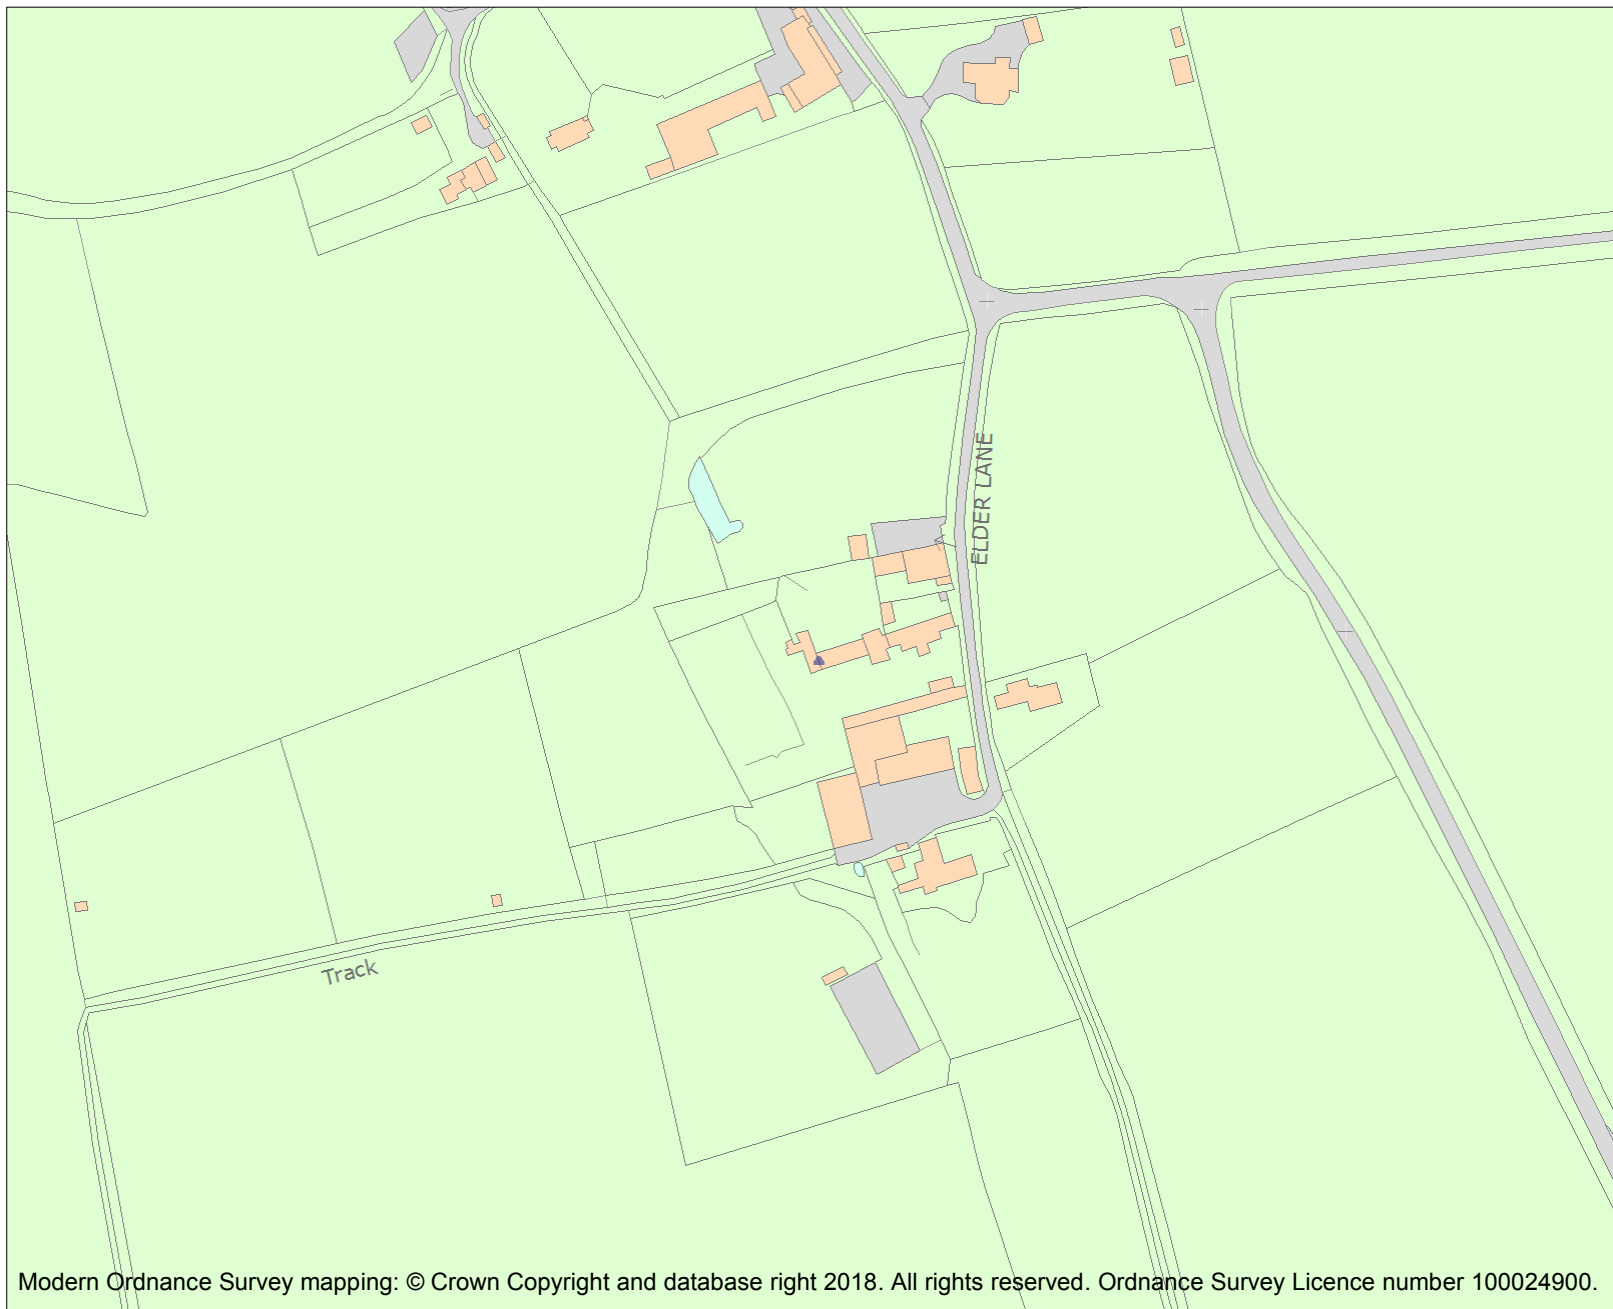 ELDER LANE
Track
Modern Ordnance Survey mapping: © Crown Copyright and database right 2018. All rights reserved. Ordnance Survey Licence number 100024900.